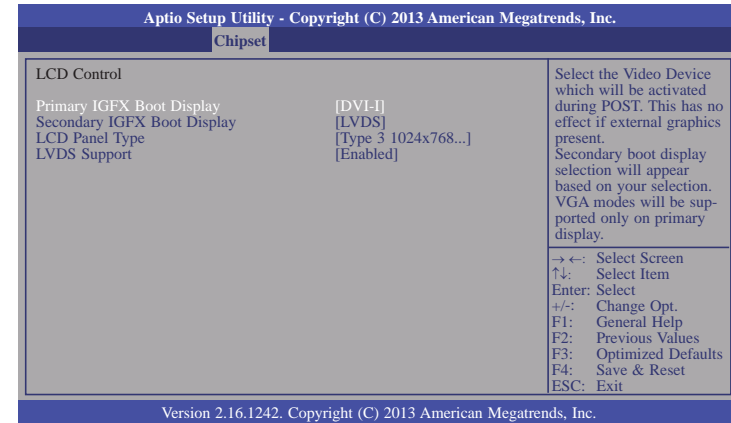 Aptio Setup Utility - Copyright (C) 2013 American Megatrends, Inc.
Chipset
LCD Control
Primary IGFX Boot Display [DVI-I]
Secondary IGFX Boot Display [LVDS]
LCD Panel Type [Type 3 1024x768...]
LVDS Support [Enabled]
Select the Video Device
which will be activated
during POST. This has no
effect if external graphics
present.
Secondary boot display
selection will appear
based on your selection.
VGA modes will be sup-
ported only on primary
display.
→←: Select Screen
↑↓: Select Item
Enter: Select
+/-: Change Opt.
F1: General Help
F2: Previous Values
F3: Optimized Defaults
F4: Save & Reset
ESC: Exit
Version 2.16.1242. Copyright (C) 2013 American Megatrends, Inc.